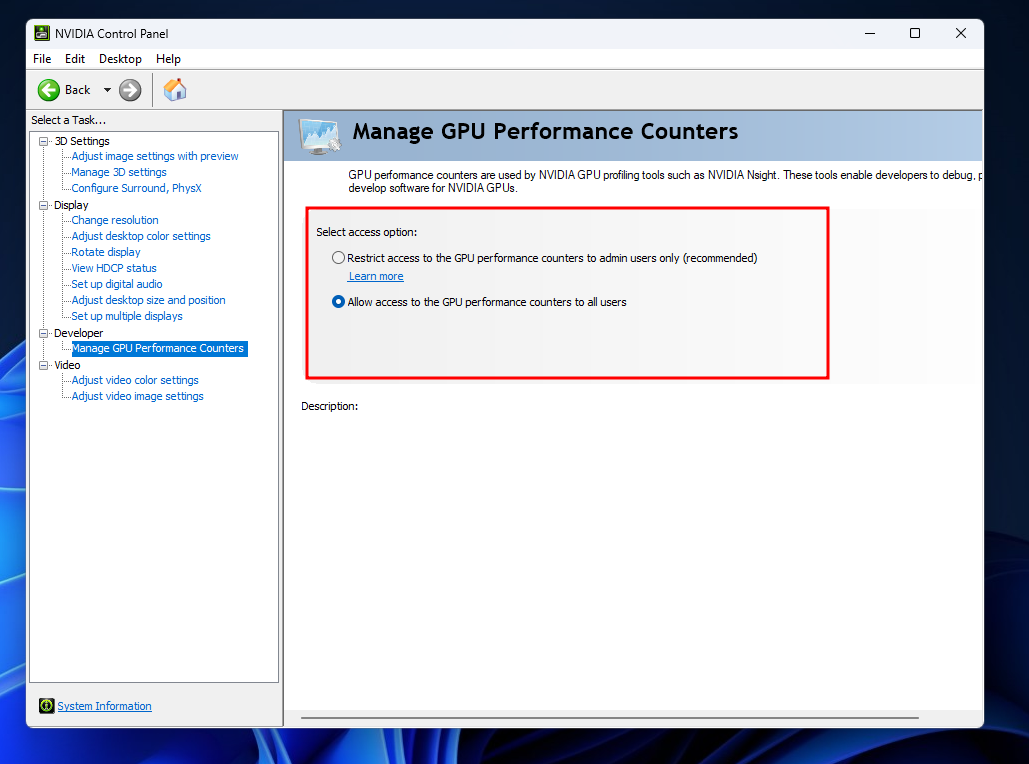 NVIDIA Control Panel
File Edit Desktop Help
Back
Select a Task...
3D Settings
Adjust image settings with preview
Manage 3D settings
Configure Surround, PhysX
Display
Change resolution
Adjust desktop color settings
Rotate display
View HDCP status
Set up digital audio
Adjust desktop size and position
Set up multiple displays
Developer
Manage GPU Performance Counters
Video
Adjust video color settings
Adjust video image settings
System Information
Manage GPU Performance Counters
GPU performance counters are used by NVIDIA GPU profiling tools such as NVIDIA Nsight. These tools enable developers to debug,
develop software for NVIDIA GPUs.
Select access option:
Restrict access to the GPU performance counters to admin users only (recommended)
Learn more
Allow access to the GPU performance counters to all users
Description: